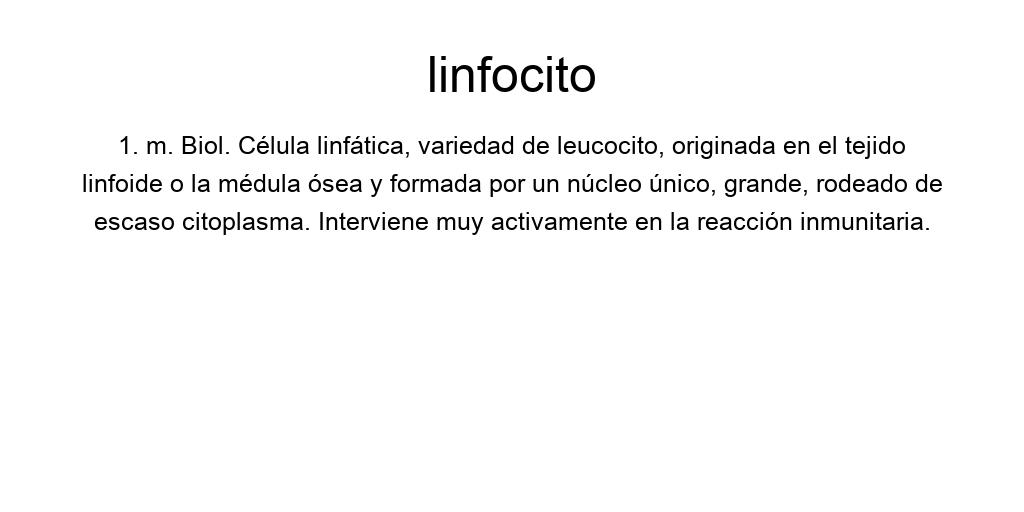 linfocito
1. m. Biol. Célula linfática, variedad de leucocito, originada en el tejido
linfoide o la médula ósea y formada por un núcleo único, grande, rodeado de
escaso citoplasma. Interviene muy activamente en la reacción inmunitaria.